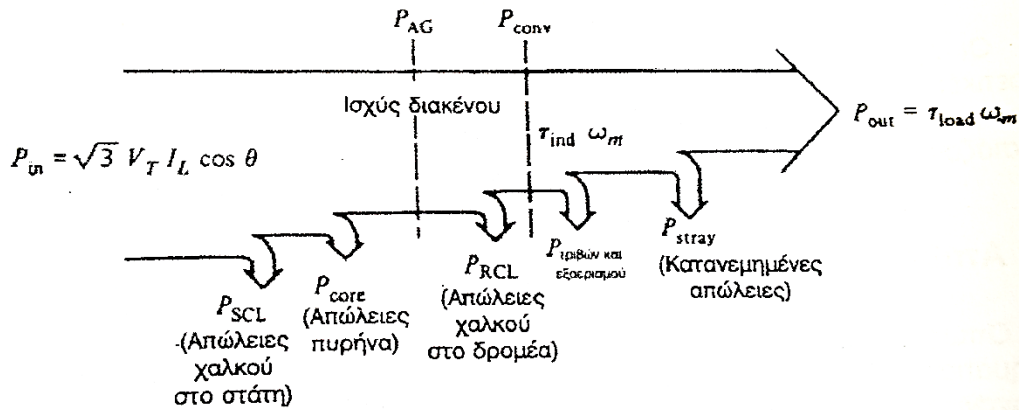 P_AG
P_conv
Ισχύς διακένου
P_in = √3 V_T I_L cos θ
τ_ind ω_m
P_out = τ_load ω_m
P_SCL
(Απώλειες
χαλκού
στο στάτη)
P_core
(Απώλειες
πυρήνα)
P_RCL
(Απώλειες
χαλκού
στο δρομέα)
P_τριβών και
εξαερισμού
P_stray
(Κατανεμημένες
απώλειες)